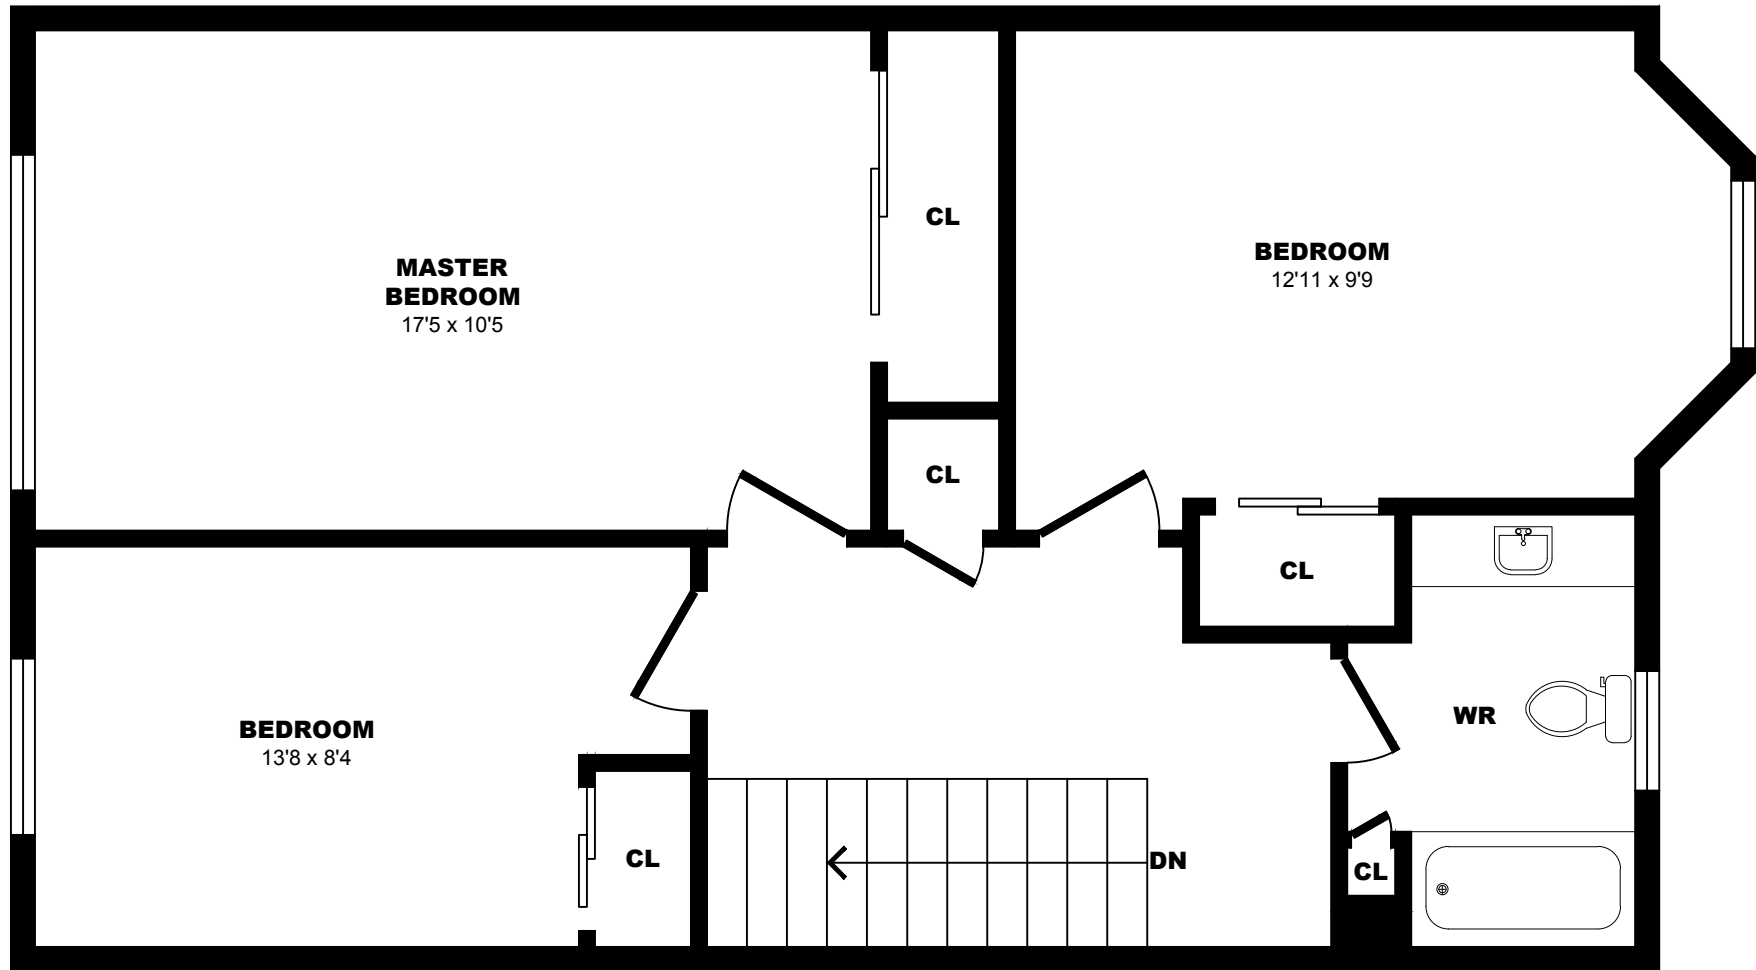 MASTER
BEDROOM
17'5 x 10'5
CL
BEDROOM
12'11 x 9'9
CL
CL
BEDROOM
13'8 x 8'4
WR
CL
DN
CL